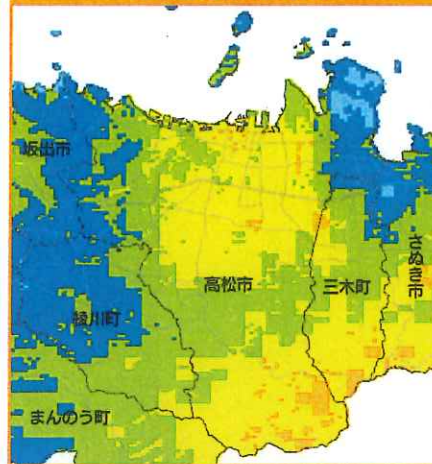 坂出市
高松市
三木町
さぬき市
綾川町
まんのう町